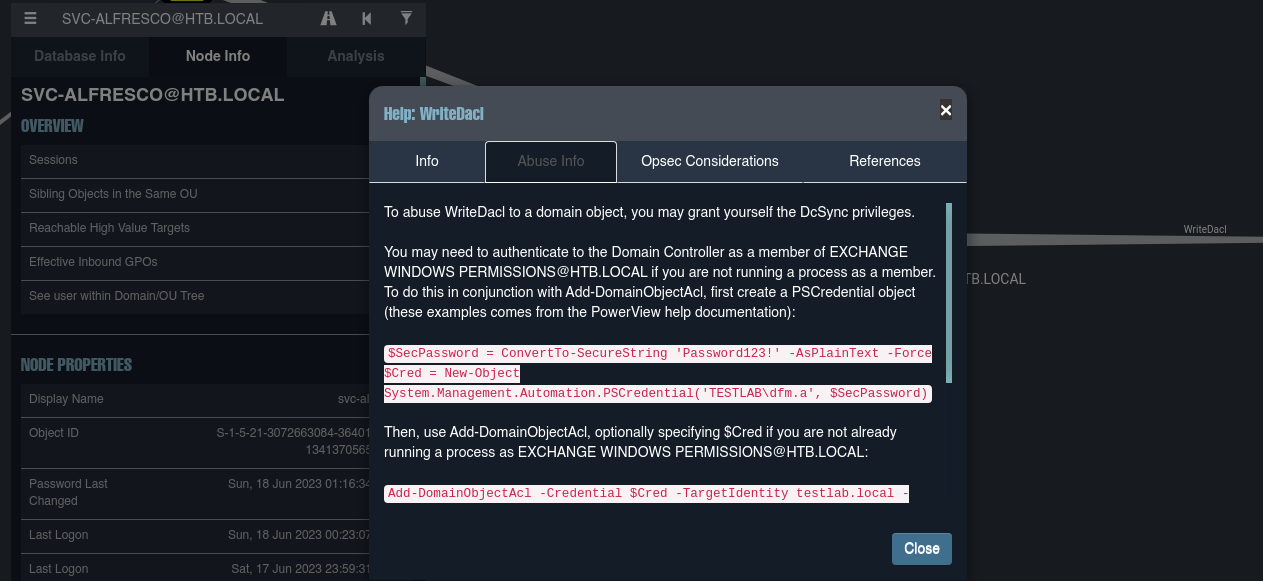 SVC-ALFRESCO@HTB.LOCAL
Database Info
Node Info
Analysis
SVC-ALFRESCO@HTB.LOCAL
OVERVIEW
Sessions
Sibling Objects in the Same OU
Reachable High Value Targets
Effective Inbound GPOs
See user within Domain/OU Tree
NODE PROPERTIES
Display Name svc-al
Object ID S-1-5-21-3072663084-36401
1341370565
Password Last Sun, 18 Jun 2023 01:16:34
Changed
Last Logon Sun, 18 Jun 2023 00:23:07
Last Logon Sat, 17 Jun 2023 23:59:31
Help: WriteDacl
×
Info
Abuse Info
Opsec Considerations
References
To abuse WriteDacl to a domain object, you may grant yourself the DcSync privileges.
You may need to authenticate to the Domain Controller as a member of EXCHANGE
WINDOWS PERMISSIONS@HTB.LOCAL if you are not running a process as a member.
To do this in conjunction with Add-DomainObjectAcl, first create a PSCredential object
(these examples comes from the PowerView help documentation):
$SecPassword = ConvertTo-SecureString 'Password123!' -AsPlainText -Force
$Cred = New-Object
System.Management.Automation.PSCredential('TESTLAB\dfm.a', $SecPassword)
Then, use Add-DomainObjectAcl, optionally specifying $Cred if you are not already
running a process as EXCHANGE WINDOWS PERMISSIONS@HTB.LOCAL:
Add-DomainObjectAcl -Credential $Cred -TargetIdentity testlab.local -
Close
WriteDacl
TB.LOCAL